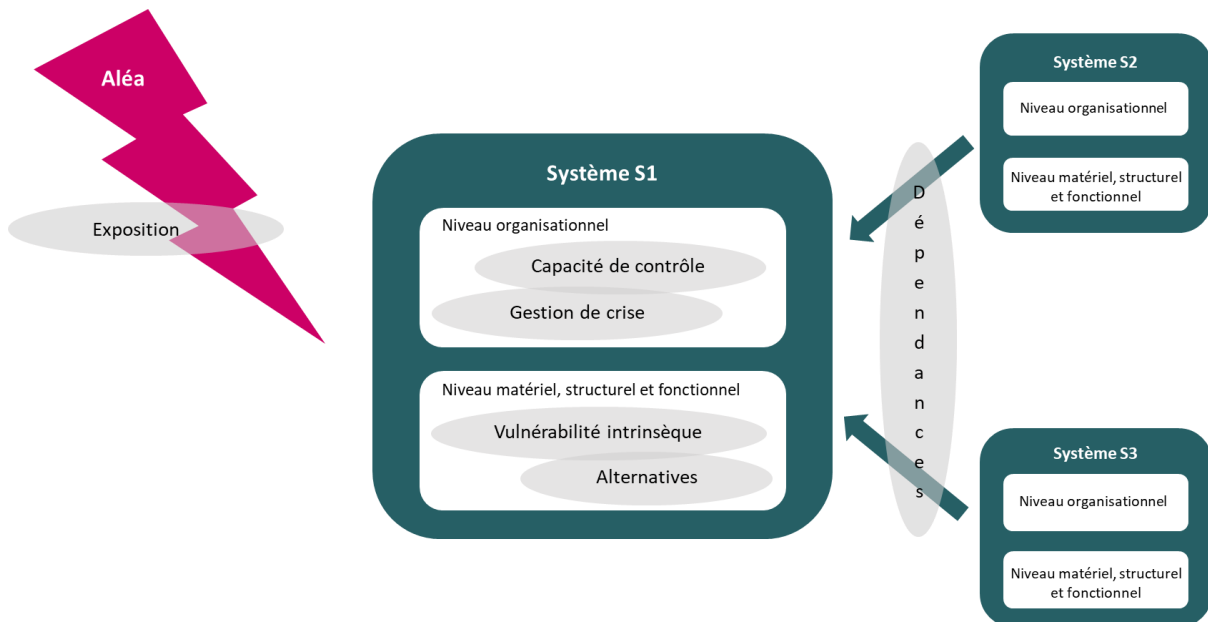 Aléa
Exposition
Système S1
Niveau organisationnel
Capacité de contrôle
Gestion de crise
Niveau matériel, structurel et fonctionnel
Vulnérabilité intrinsèque
Alternatives
Dépendances
Système S2
Niveau organisationnel
Niveau matériel, structurel
et fonctionnel
Système S3
Niveau organisationnel
Niveau matériel, structurel
et fonctionnel